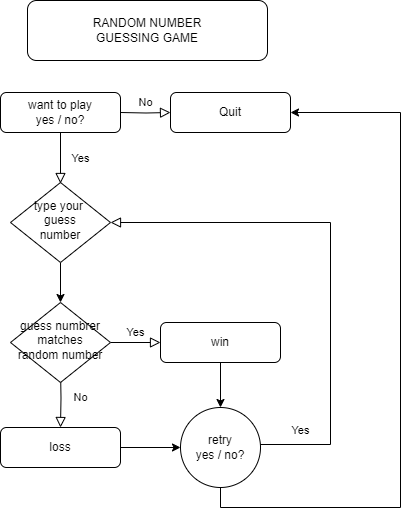 RANDOM NUMBER
GUESSING GAME
want to play
yes / no?
No
Quit
Yes
type your
guess
number
guess numbrer
matches
random number
Yes
win
No
loss
retry
yes / no?
Yes